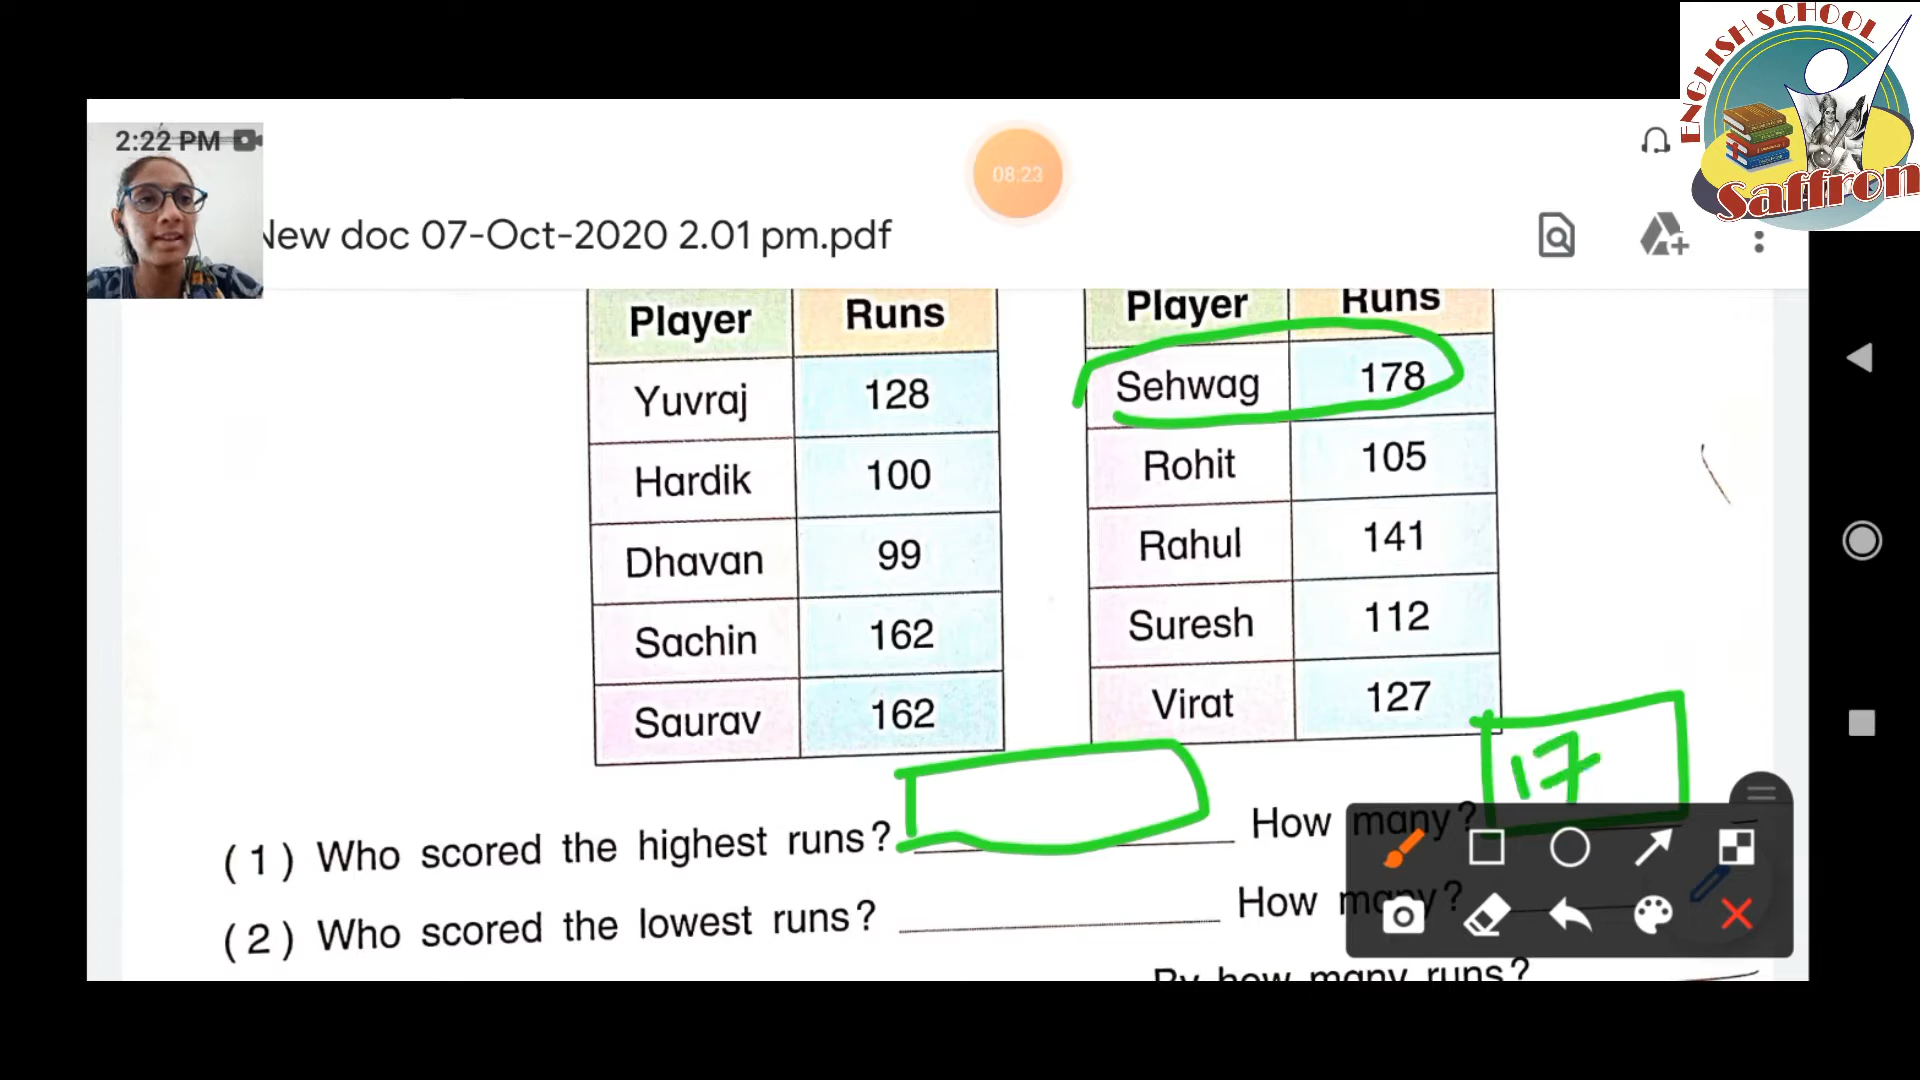 ENGLISH SCHOOL
Saffron
2:22 PM
08:23
New doc 07-Oct-2020 2.01 pm.pdf
Player Runs
Yuvraj 128
Hardik 100
Dhavan 99
Sachin 162
Saurav 162
Player Runs
Sehwag 178
Rohit 105
Rahul 141
Suresh 112
Virat 127
17
(1) Who scored the highest runs? How many?
(2) Who scored the lowest runs? How many?
By how many runs?